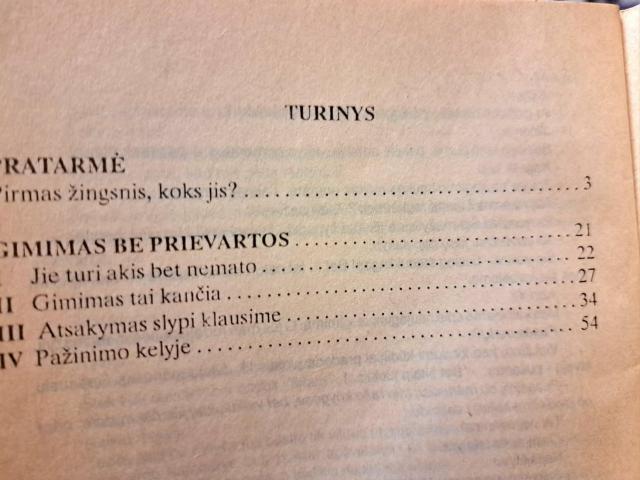 TURINYS
PRATARMĖ
Pirmas žingsnis, koks jis? 3
GIMIMAS BE PRIEVARTOS 21
I Jie turi akis bet nemato 22
II Gimimas tai kančia 27
III Atsakymas slypi klausime 34
IV Pažinimo kelyje 54